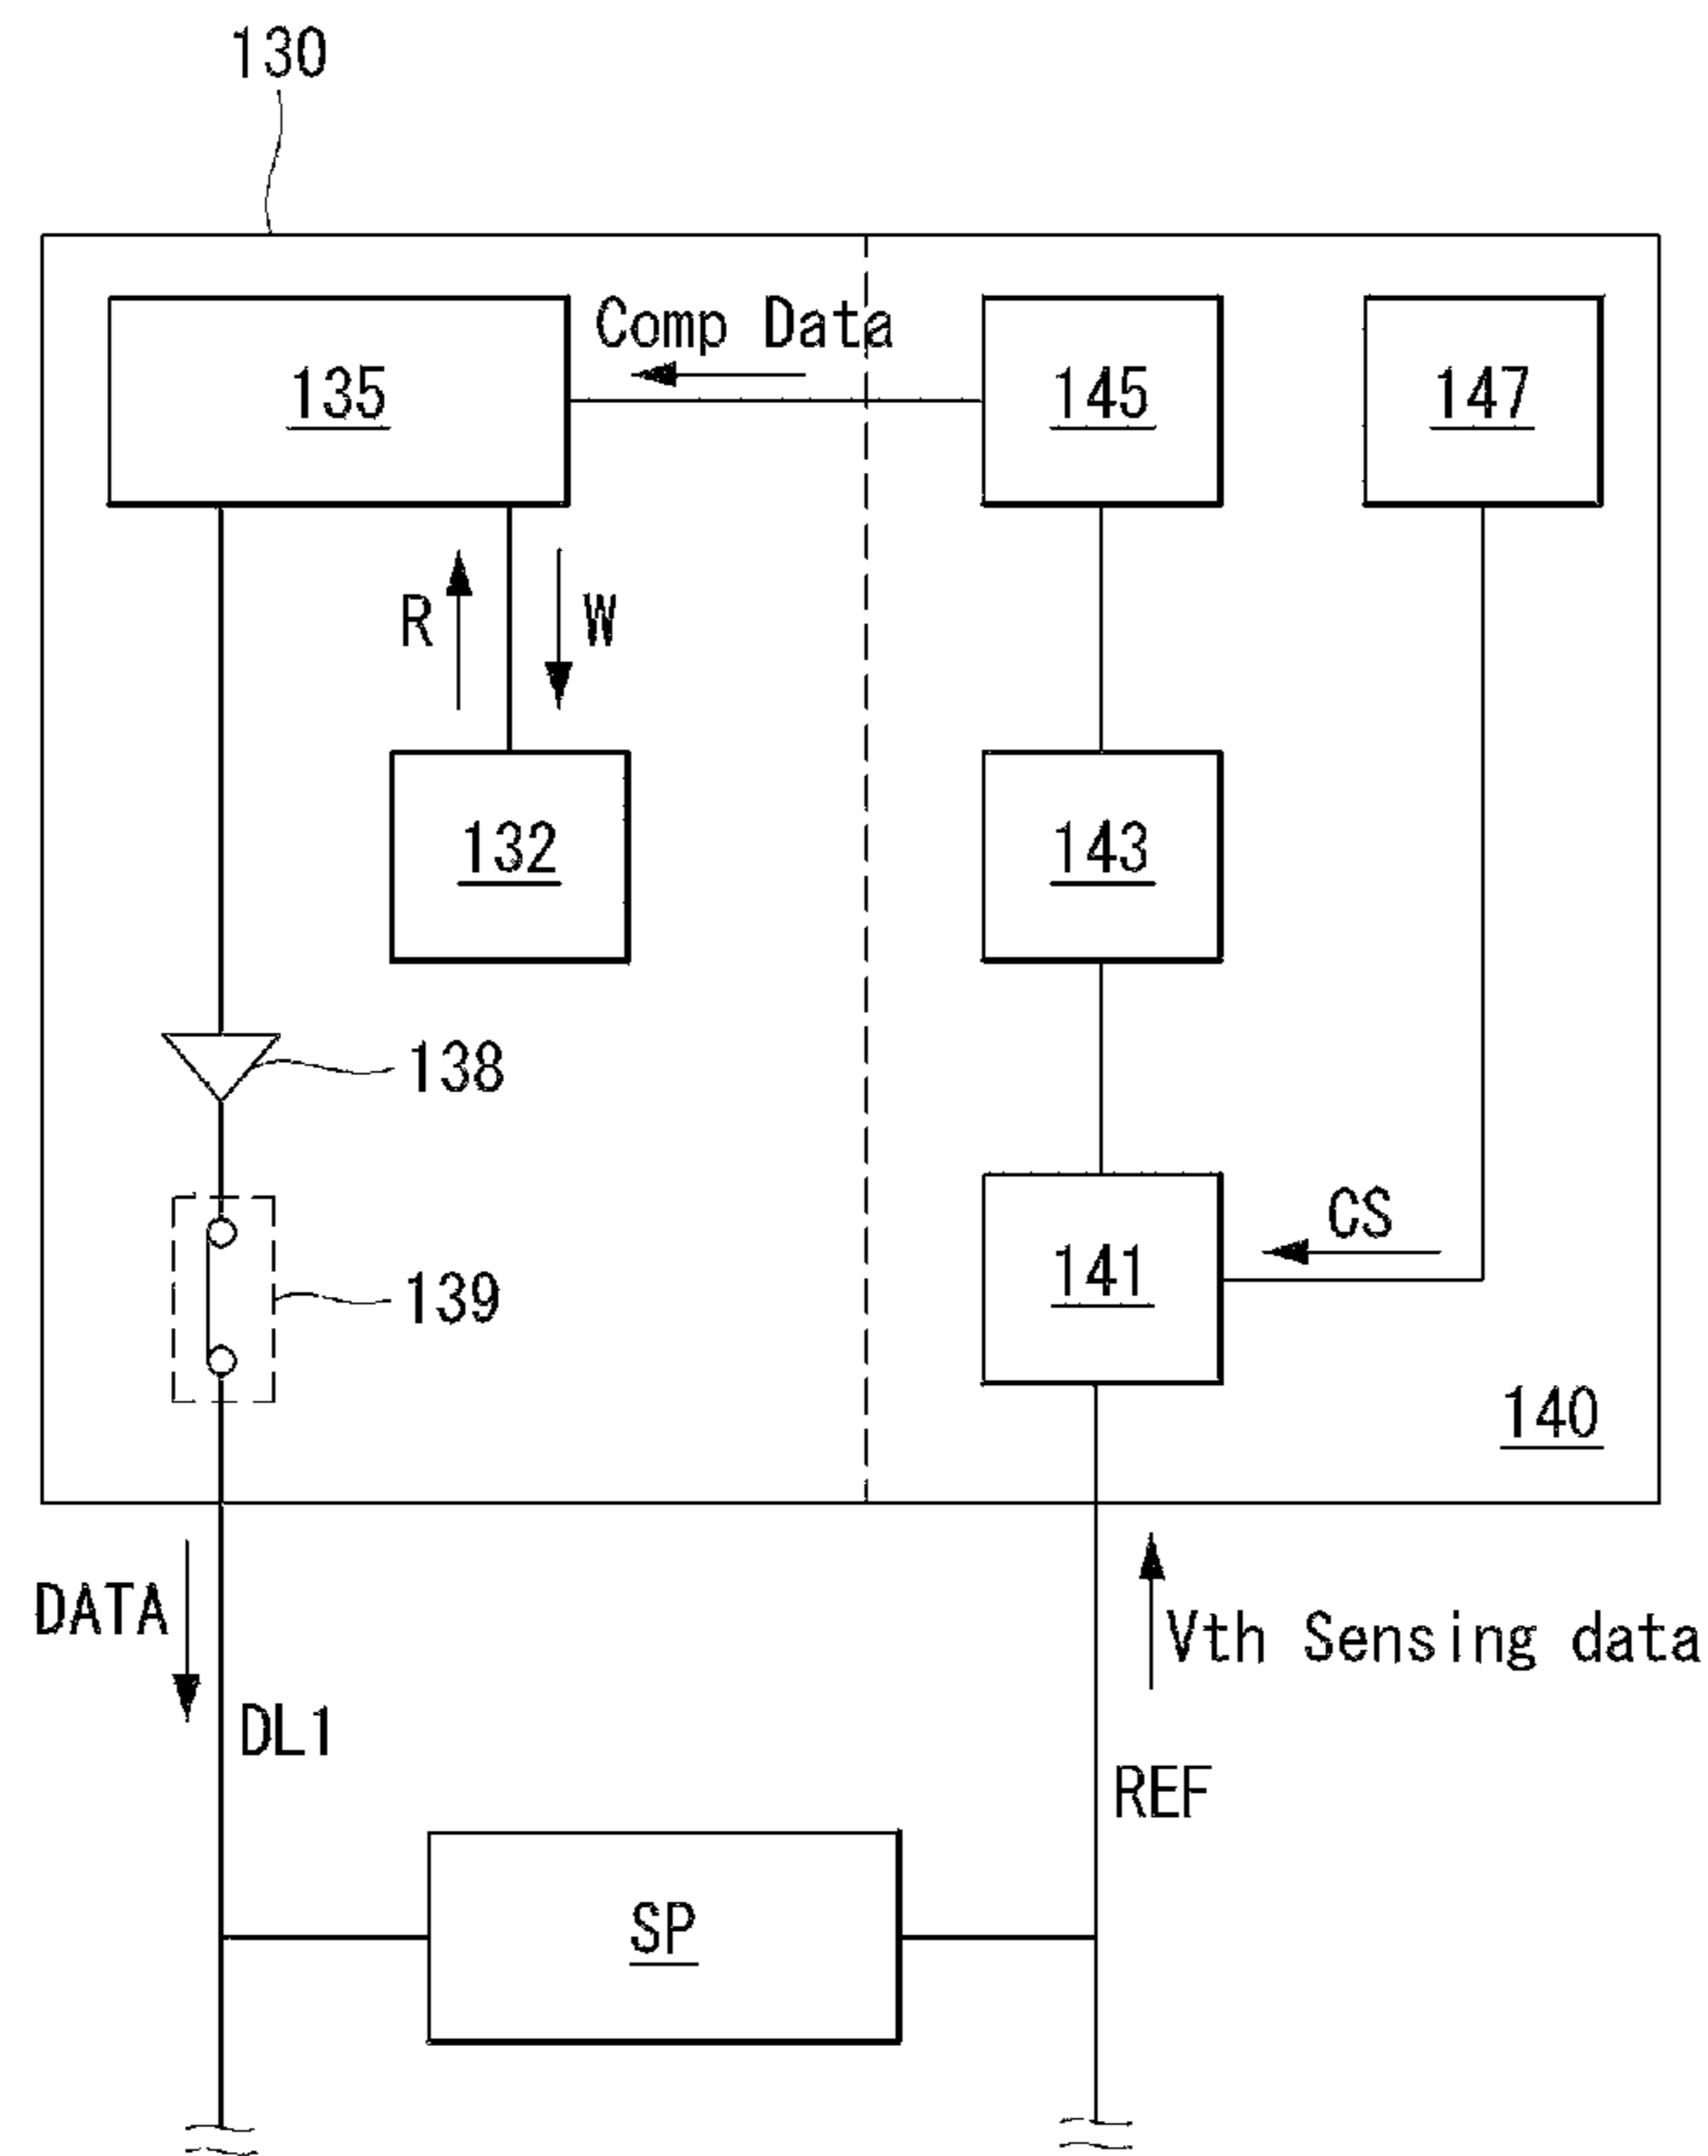 130
Comp Data
135
145
147
R
W
132
143
138
CS
139
141
140
DATA
Vth Sensing data
DL1
REF
SP